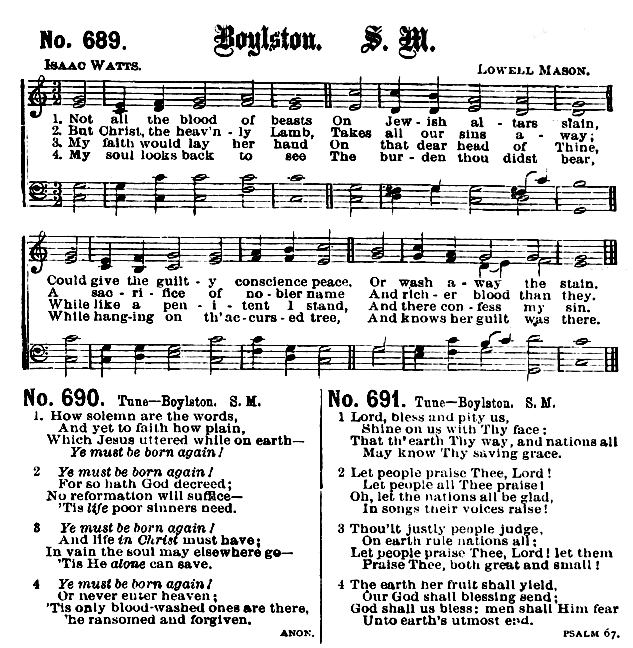 No. 689. Boylston. S. M.
ISAAC WATTS. LOWELL MASON.
1. Not all the blood of beasts On Jew-ish al-tars slain,
2. But Christ, the heav'n-ly Lamb, Takes all our sins a-way;
3. My faith would lay her hand On that dear head of Thine,
4. My soul looks back to see The bur-den thou didst bear,
Could give the guilt-y conscience peace, Or wash a-way the stain.
A sac-ri-fice of no-bler name And rich-er blood than they.
While like a pen-i-tent I stand, And there con-fess my sin.
While hang-ing on th' ac-curs-ed tree, And knows her guilt was there.
No. 690. Tune—Boylston. S. M.
1. How solemn are the words,
And yet to faith how plain,
Which Jesus uttered while on earth—
Ye must be born again!
2 Ye must be born again!
For so hath God decreed;
No reformation will suffice—
'Tis life poor sinners need.
3 Ye must be born again!
And life in Christ must have;
In vain the soul may elsewhere go—
'Tis He alone can save.
4 Ye must be born again!
Or never enter heaven;
'Tis only blood-washed ones are there,
The ransomed and forgiven.
ANON.
No. 691. Tune—Boylston. S. M.
1 Lord, bless and pity us,
Shine on us with Thy face;
That th' earth Thy way, and nations all
May know Thy saving grace.
2 Let people praise Thee, Lord!
Let people all Thee praise!
Oh, let the nations all be glad,
In songs their voices raise!
3 Thou'lt justly people judge,
On earth rule nations all;
Let people praise Thee, Lord! let them
Praise Thee, both great and small!
4 The earth her fruit shall yield,
Our God shall blessing send;
God shall us bless; men shall Him fear
Unto earth's utmost end.
PSALM 67.